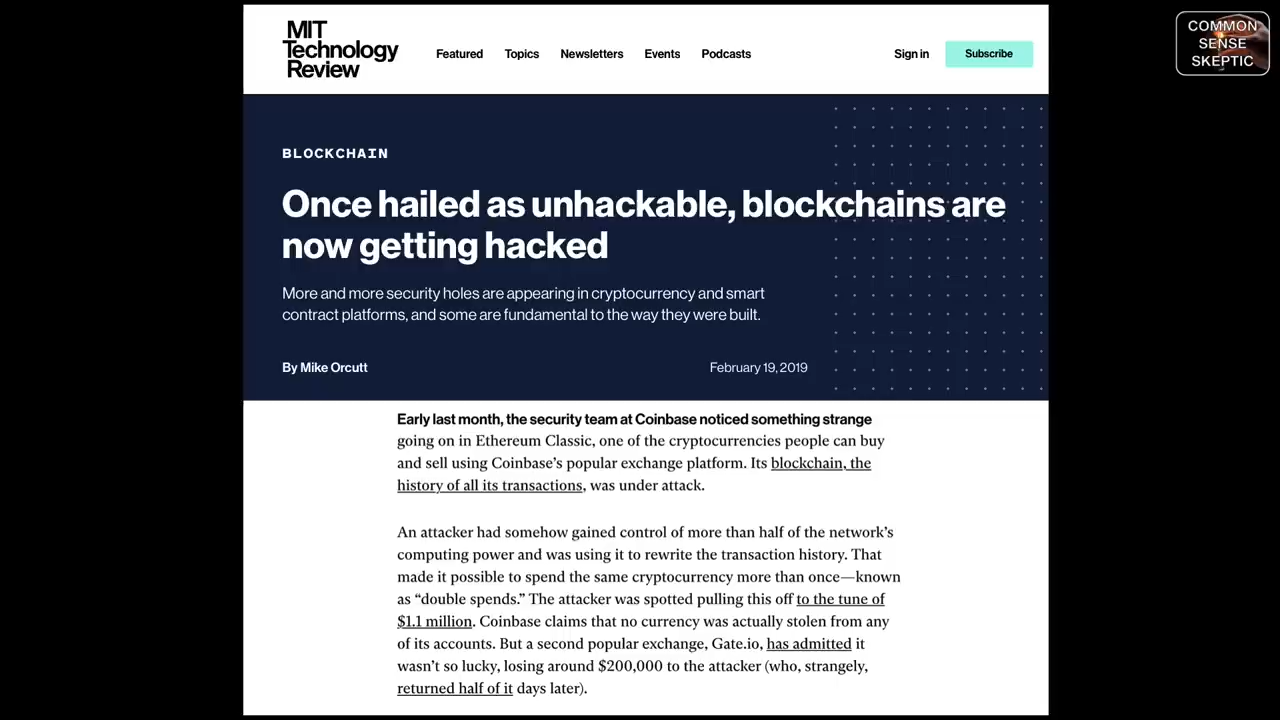 MIT
Technology
Review
Featured Topics Newsletters Events Podcasts Sign in Subscribe
COMMON
SENSE
SKEPTIC
BLOCKCHAIN
Once hailed as unhackable, blockchains are
now getting hacked
More and more security holes are appearing in cryptocurrency and smart
contract platforms, and some are fundamental to the way they were built.
By Mike Orcutt February 19, 2019
Early last month, the security team at Coinbase noticed something strange
going on in Ethereum Classic, one of the cryptocurrencies people can buy
and sell using Coinbase’s popular exchange platform. Its blockchain, the
history of all its transactions, was under attack.
An attacker had somehow gained control of more than half of the network’s
computing power and was using it to rewrite the transaction history. That
made it possible to spend the same cryptocurrency more than once—known
as “double spends.” The attacker was spotted pulling this off to the tune of
$1.1 million. Coinbase claims that no currency was actually stolen from any
of its accounts. But a second popular exchange, Gate.io, has admitted it
wasn’t so lucky, losing around $200,000 to the attacker (who, strangely,
returned half of it days later).